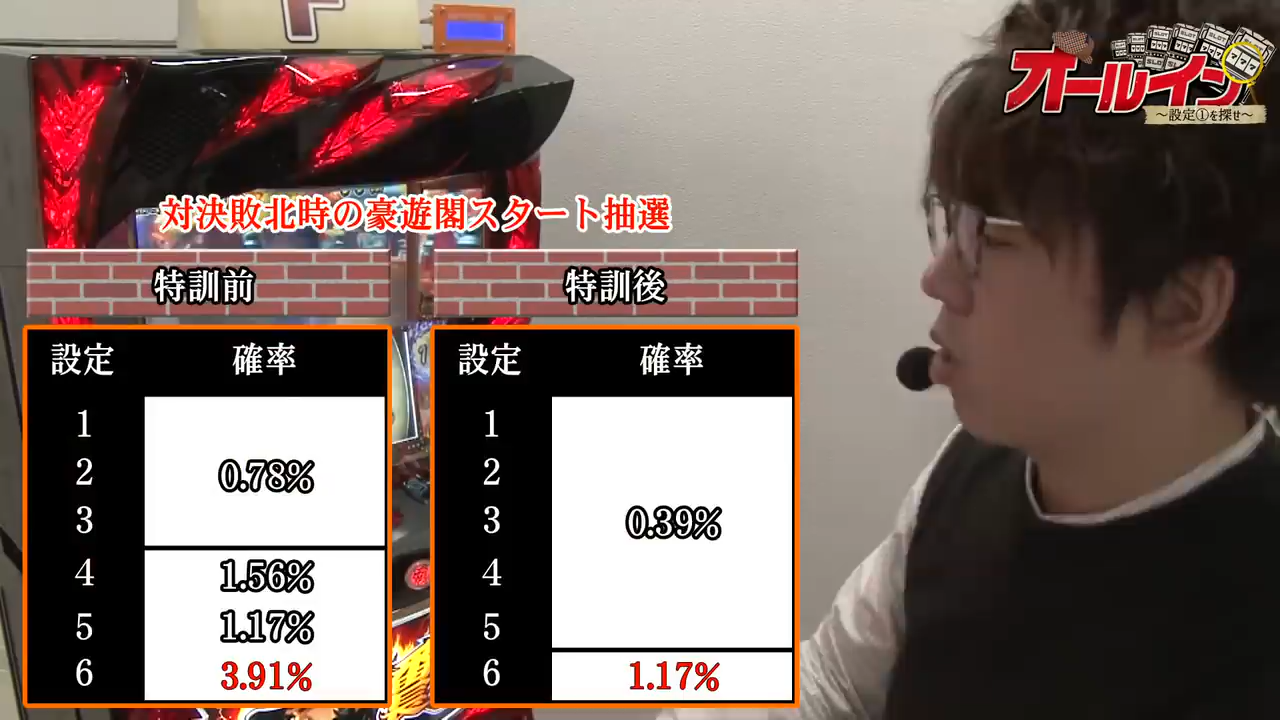 ド
オールイン
～設定①を探せ～
対決敗北時の豪遊閣スタート抽選
特訓前
設定 確率
1
2 0.78%
3
4 1.56%
5 1.17%
6 3.91%
特訓後
設定 確率
1
2
3 0.39%
4
5
6 1.17%